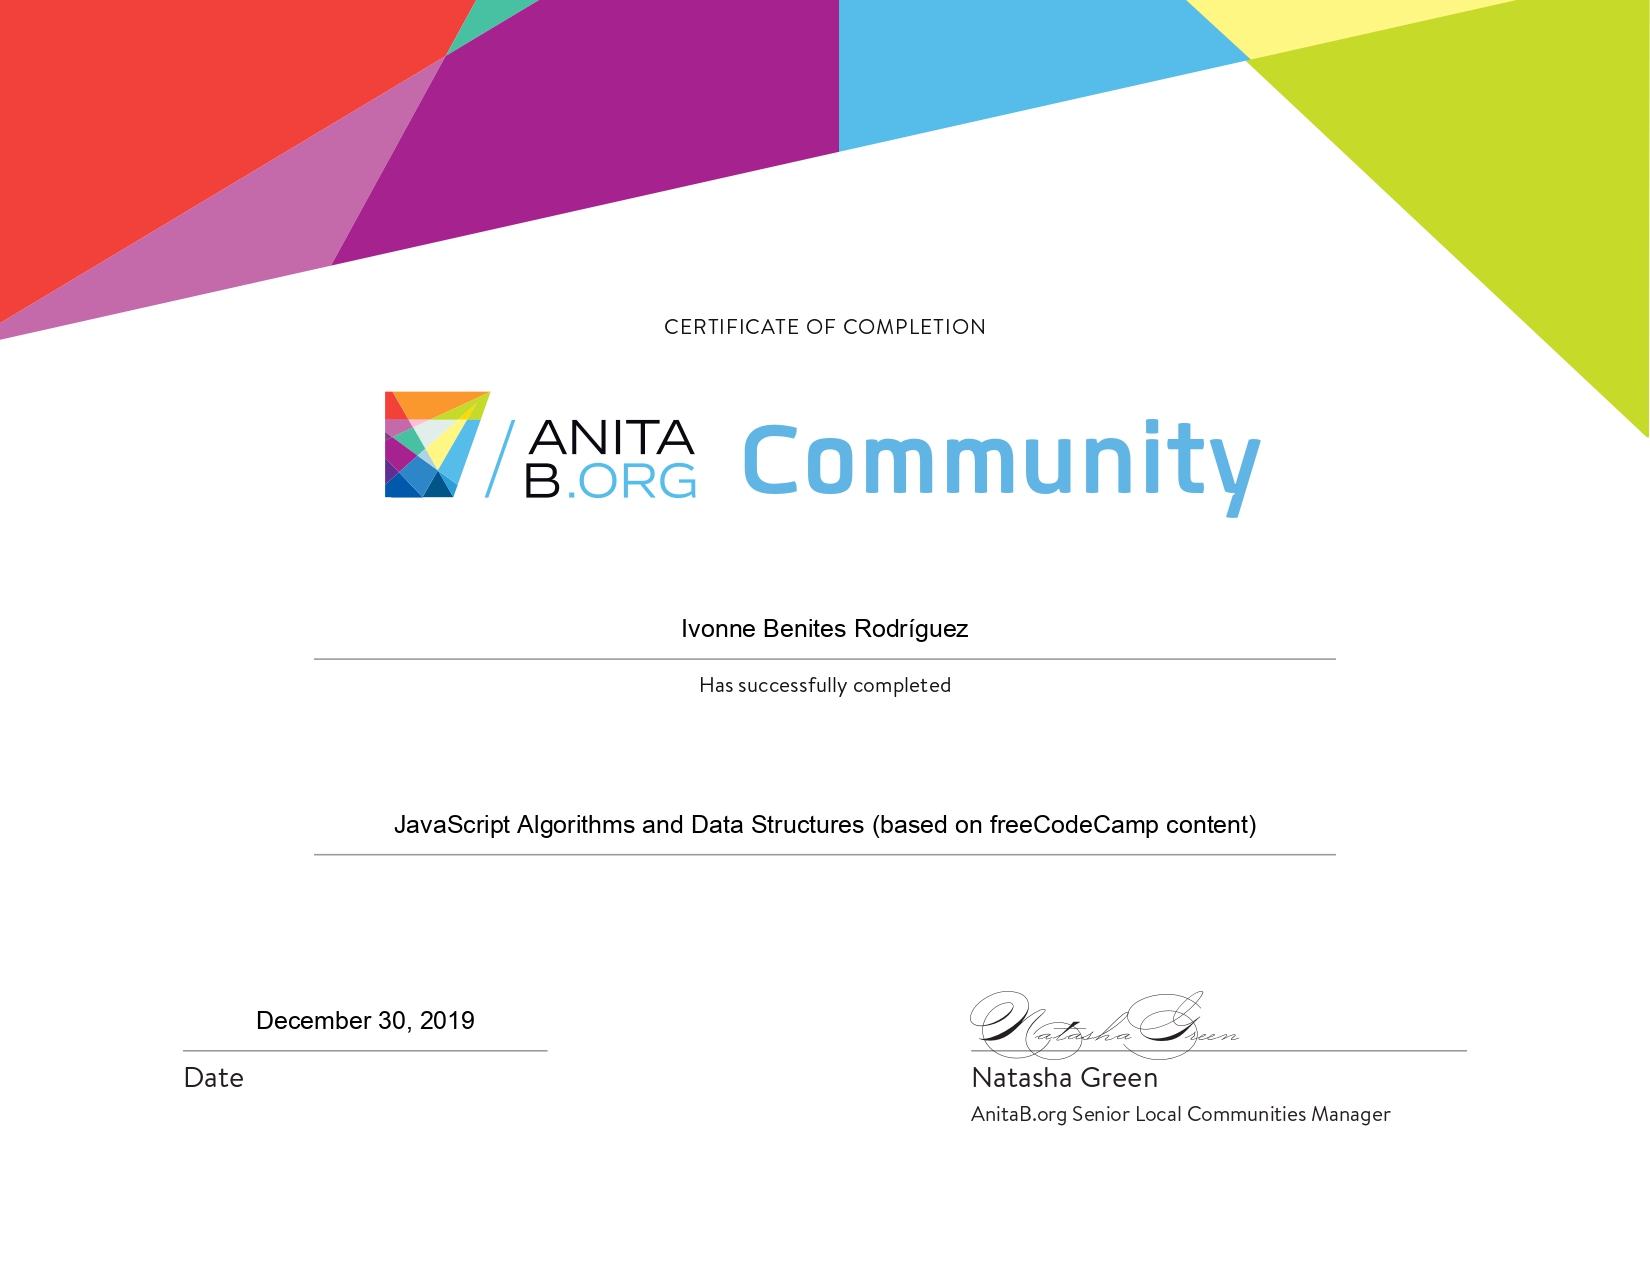 CERTIFICATE OF COMPLETION
ANITA
B.ORG
Community
Ivonne Benites Rodríguez
Has successfully completed
JavaScript Algorithms and Data Structures (based on freeCodeCamp content)
December 30, 2019
Date
Natasha Green
Natasha Green
AnitaB.org Senior Local Communities Manager